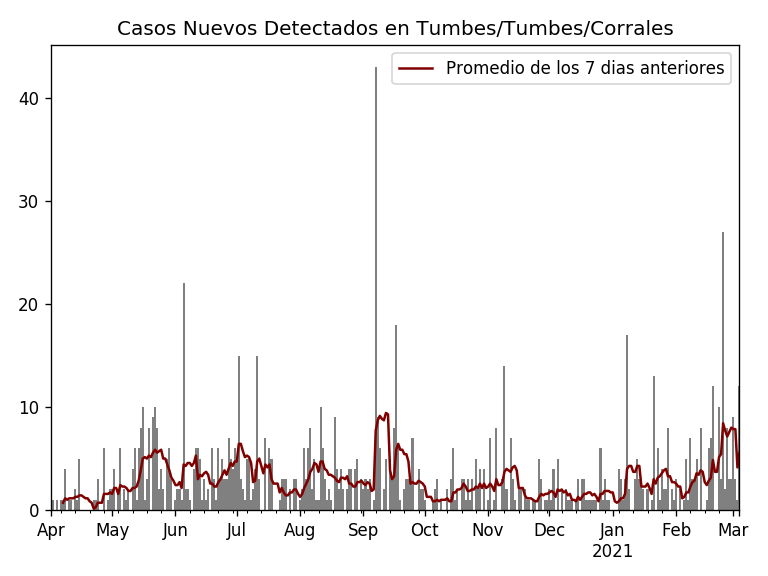 Casos Nuevos Detectados en Tumbes/Tumbes/Corrales
Promedio de los 7 dias anteriores
40
30
20
10
0
Apr May Jun Jul Aug Sep Oct Nov Dec Jan Feb Mar
2021